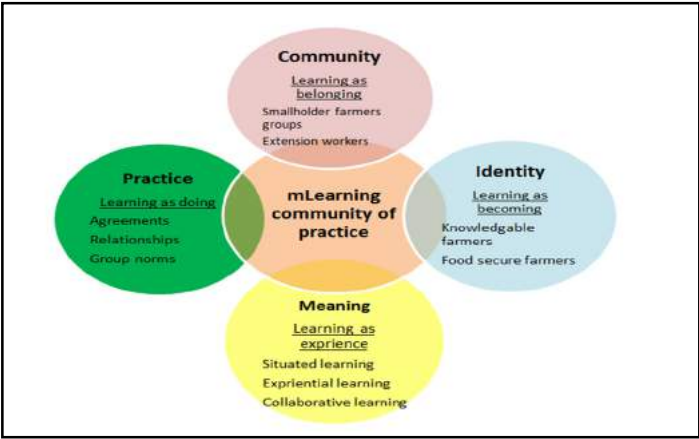 Community
Learning as
belonging
Smallholder farmers
groups
Extension workers
Practice
Learning as doing
Agreements
Relationships
Group norms
mLearning
community of
practice
Identity
Learning as
becoming
Knowledgable
farmers
Food secure farmers
Meaning
Learning as
exprience
Situated learning
Expriential learning
Collaborative learning